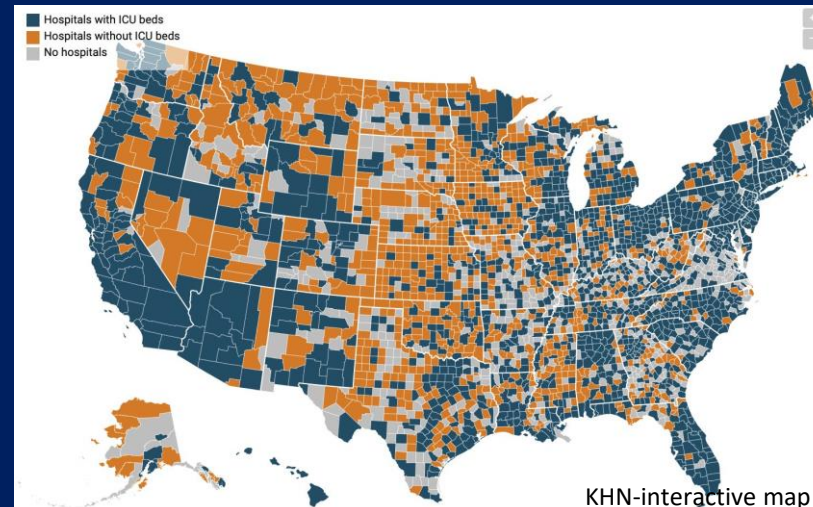 Hospitals with ICU beds
Hospitals without ICU beds
No hospitals
KHN-interactive map